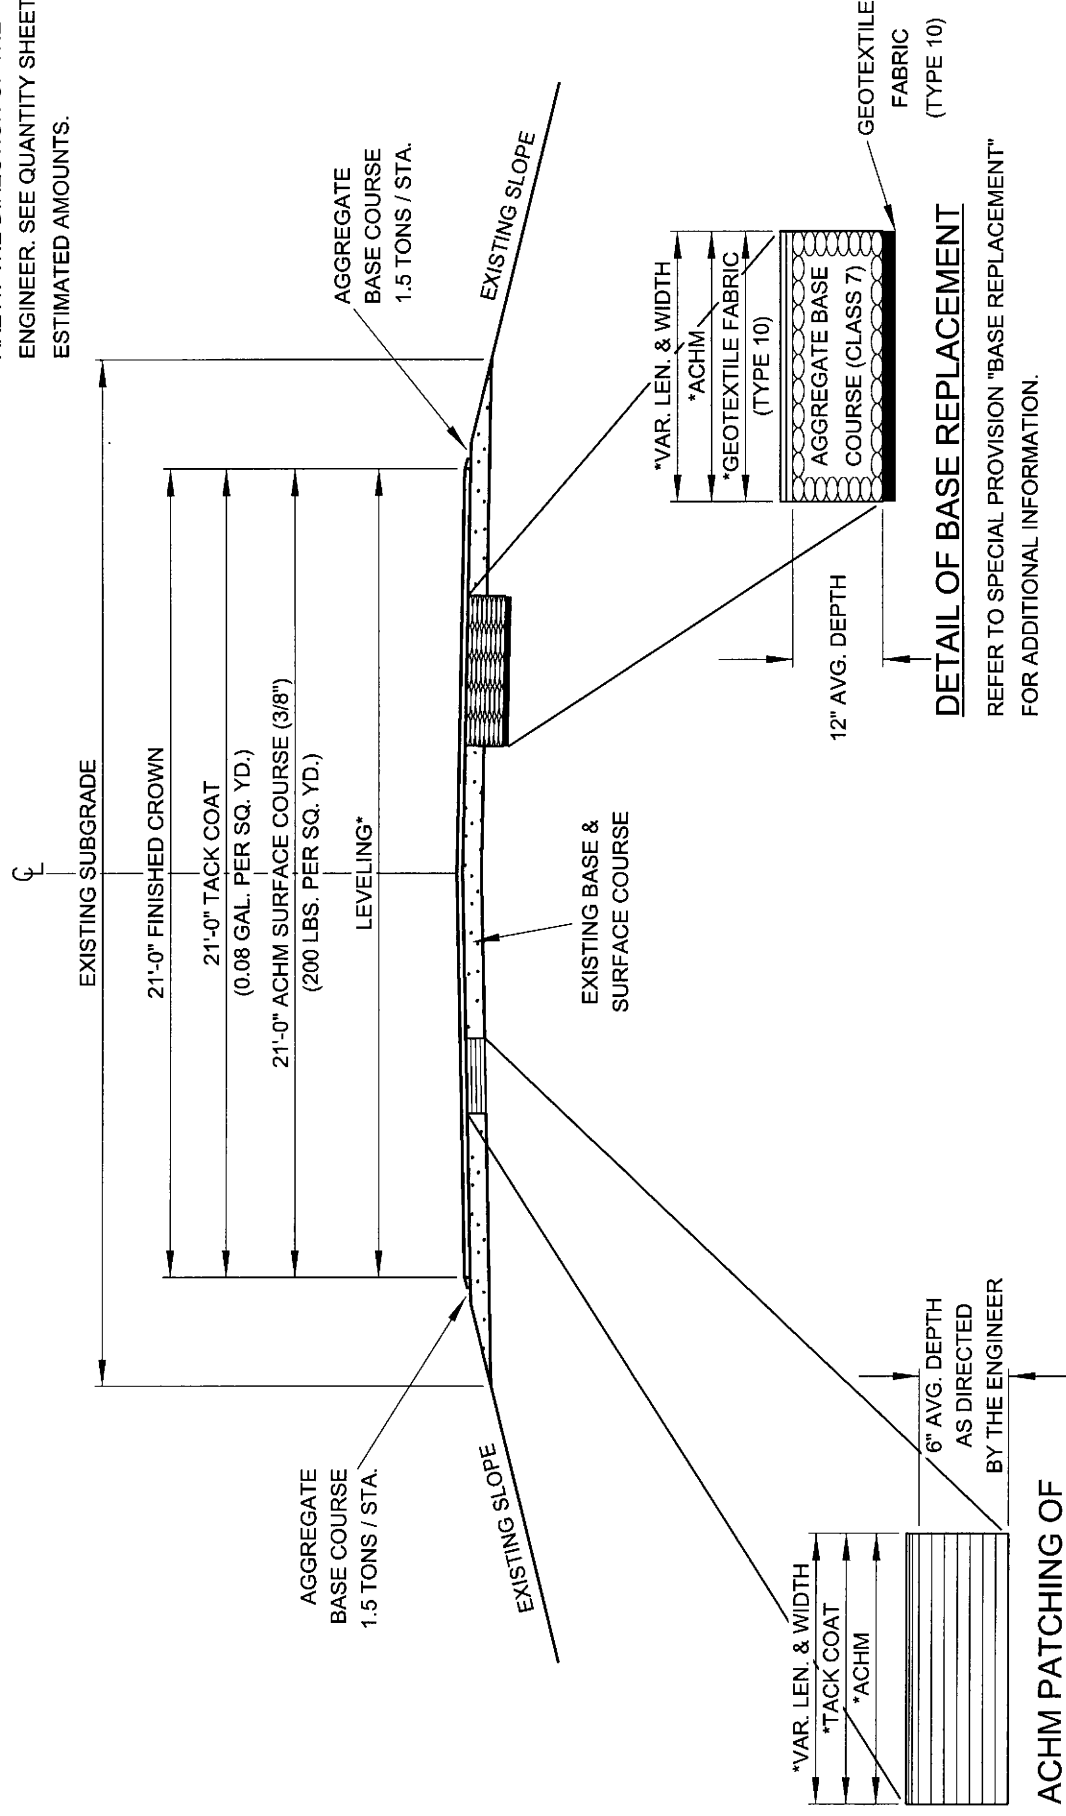 ENGINEER. SEE QUANTITY SHEET
ESTIMATED AMOUNTS.
℄
EXISTING SUBGRADE
21'-0" FINISHED CROWN
21'-0" TACK COAT
(0.08 GAL. PER SQ. YD.)
21'-0" ACHM SURFACE COURSE (3/8")
(200 LBS. PER SQ. YD.)
LEVELING*
AGGREGATE
BASE COURSE
1.5 TONS / STA.
EXISTING SLOPE
AGGREGATE
BASE COURSE
1.5 TONS / STA.
EXISTING SLOPE
EXISTING BASE &
SURFACE COURSE
*VAR. LEN. & WIDTH
*TACK COAT
*ACHM
6" AVG. DEPTH
AS DIRECTED
BY THE ENGINEER
ACHM PATCHING OF
*VAR. LEN. & WIDTH
*ACHM
*GEOTEXTILE FABRIC
(TYPE 10)
AGGREGATE BASE
COURSE (CLASS 7)
12" AVG. DEPTH
GEOTEXTILE
FABRIC
(TYPE 10)
DETAIL OF BASE REPLACEMENT
REFER TO SPECIAL PROVISION "BASE REPLACEMENT"
FOR ADDITIONAL INFORMATION.